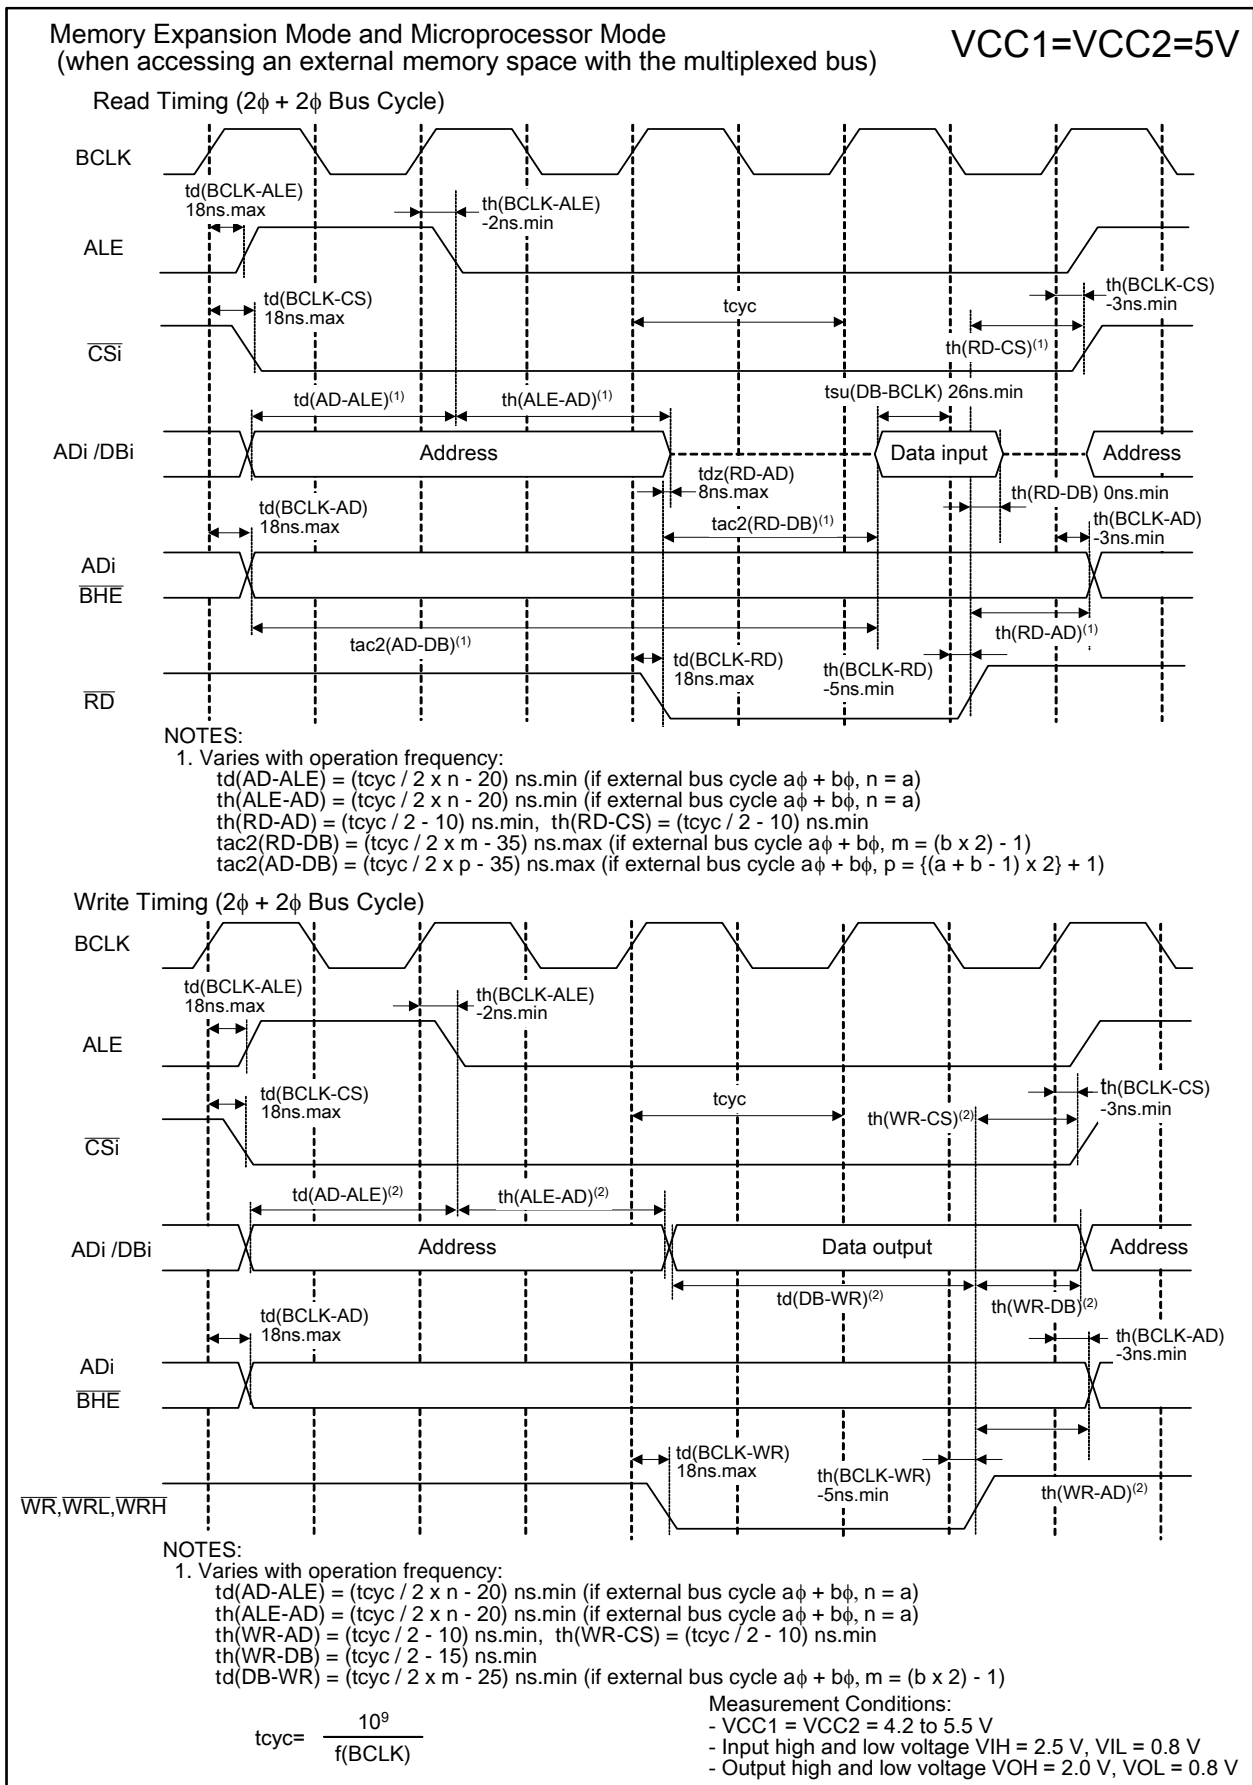 Memory Expansion Mode and Microprocessor Mode
(when accessing an external memory space with the multiplexed bus)
VCC1=VCC2=5V
Read Timing (2ϕ + 2ϕ Bus Cycle)
BCLK
td(BCLK-ALE)
18ns.max
th(BCLK-ALE)
-2ns.min
ALE
td(BCLK-CS)
18ns.max
tcyc
th(BCLK-CS)
-3ns.min
CSi
th(RD-CS)(1)
td(AD-ALE)(1)
th(ALE-AD)(1)
tsu(DB-BCLK) 26ns.min
ADi /DBi
Address
Data input
Address
tdz(RD-AD)
8ns.max
th(RD-DB) 0ns.min
td(BCLK-AD)
18ns.max
tac2(RD-DB)(1)
th(BCLK-AD)
-3ns.min
ADi
BHE
tac2(AD-DB)(1)
th(RD-AD)(1)
td(BCLK-RD)
18ns.max
th(BCLK-RD)
-5ns.min
RD
NOTES:
1. Varies with operation frequency:
td(AD-ALE) = (tcyc / 2 x n - 20) ns.min (if external bus cycle aϕ + bϕ, n = a)
th(ALE-AD) = (tcyc / 2 x n - 20) ns.min (if external bus cycle aϕ + bϕ, n = a)
th(RD-AD) = (tcyc / 2 - 10) ns.min, th(RD-CS) = (tcyc / 2 - 10) ns.min
tac2(RD-DB) = (tcyc / 2 x m - 35) ns.max (if external bus cycle aϕ + bϕ, m = (b x 2) - 1)
tac2(AD-DB) = (tcyc / 2 x p - 35) ns.max (if external bus cycle aϕ + bϕ, p = {(a + b - 1) x 2} + 1)
Write Timing (2ϕ + 2ϕ Bus Cycle)
BCLK
td(BCLK-ALE)
18ns.max
th(BCLK-ALE)
-2ns.min
ALE
td(BCLK-CS)
18ns.max
tcyc
th(BCLK-CS)
-3ns.min
th(WR-CS)(2)
CSi
td(AD-ALE)(2)
th(ALE-AD)(2)
ADi /DBi
Address
Data output
Address
td(DB-WR)(2)
th(WR-DB)(2)
td(BCLK-AD)
18ns.max
th(BCLK-AD)
-3ns.min
ADi
BHE
td(BCLK-WR)
18ns.max
th(BCLK-WR)
-5ns.min
th(WR-AD)(2)
WR,WRL,WRH
NOTES:
1. Varies with operation frequency:
td(AD-ALE) = (tcyc / 2 x n - 20) ns.min (if external bus cycle aϕ + bϕ, n = a)
th(ALE-AD) = (tcyc / 2 x n - 20) ns.min (if external bus cycle aϕ + bϕ, n = a)
th(WR-AD) = (tcyc / 2 - 10) ns.min, th(WR-CS) = (tcyc / 2 - 10) ns.min
th(WR-DB) = (tcyc / 2 - 15) ns.min
td(DB-WR) = (tcyc / 2 x m - 25) ns.min (if external bus cycle aϕ + bϕ, m = (b x 2) - 1)
tcyc= 10⁹
f(BCLK)
Measurement Conditions:
- VCC1 = VCC2 = 4.2 to 5.5 V
- Input high and low voltage VIH = 2.5 V, VIL = 0.8 V
- Output high and low voltage VOH = 2.0 V, VOL = 0.8 V